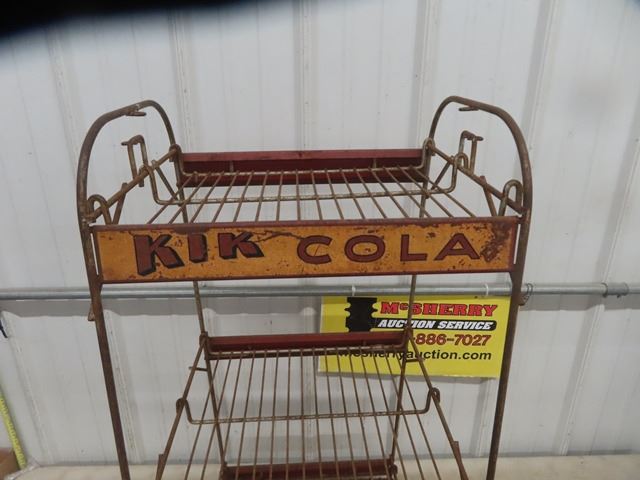 KIK COLA
McSHERRY
AUCTION SERVICE
-886-7027
mcsherryauction.com